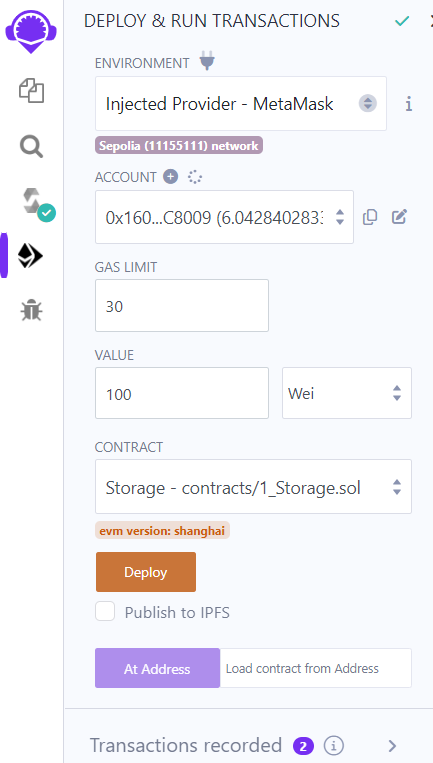 DEPLOY & RUN TRANSACTIONS
ENVIRONMENT
Injected Provider - MetaMask
Sepolia (11155111) network
ACCOUNT
0x160...C8009 (6.0428402833
GAS LIMIT
30
VALUE
100
Wei
CONTRACT
Storage - contracts/1_Storage.sol
evm version: shanghai
Deploy
Publish to IPFS
At Address
Load contract from Address
Transactions recorded 2